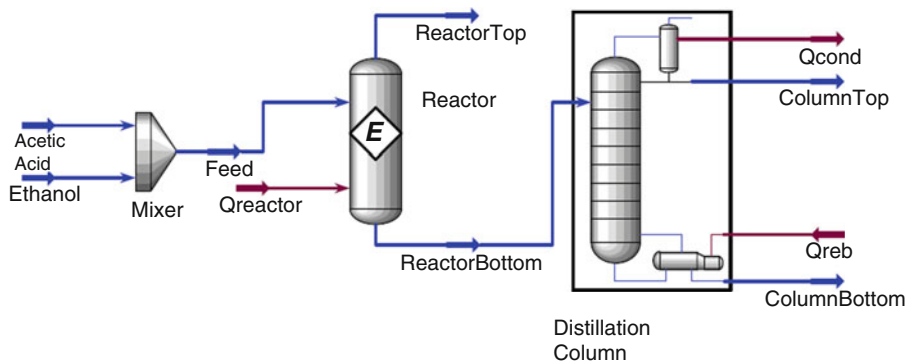 ReactorTop
Reactor
E
Acetic
Acid
Ethanol
Mixer
Feed
Qreactor
ReactorBottom
Qcond
ColumnTop
Qreb
ColumnBottom
Distillation
Column